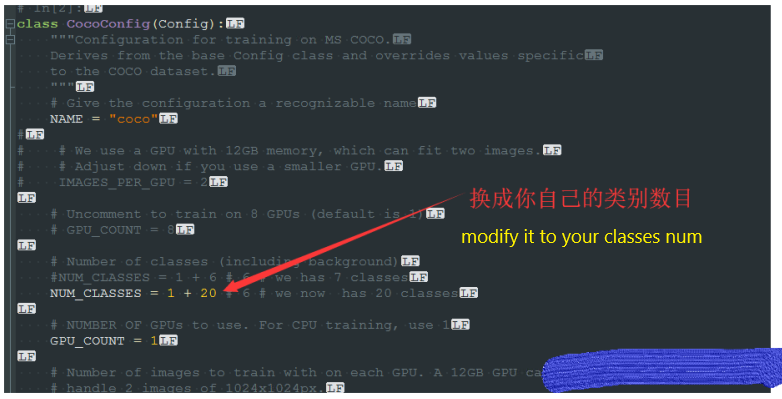 # In[2]:LF
class CocoConfig(Config):LF
"""Configuration for training on MS COCO.LF
Derives from the base Config class and overrides values specificLF
to the COCO dataset.LF
"""LF
# Give the configuration a recognizable nameLF
NAME = "coco"LF
#LF
# # We use a GPU with 12GB memory, which can fit two images.LF
# # Adjust down if you use a smaller GPU.LF
# IMAGES_PER_GPU = 2LF
LF
# Uncomment to train on 8 GPUs (default is 1)LF
# GPU_COUNT = 8LF
LF
# Number of classes (including background)LF
#NUM_CLASSES = 1 + 6 # 6 # we has 7 classesLF
NUM_CLASSES = 1 + 20 # 6 # we now has 20 classesLF
LF
# NUMBER OF GPUs to use. For CPU training, use 1LF
GPU_COUNT = 1LF
LF
# Number of images to train with on each GPU. A 12GB GPU
# handle 2 images of 1024x1024px.LF
换成你自己的类别数目
modify it to your classes num